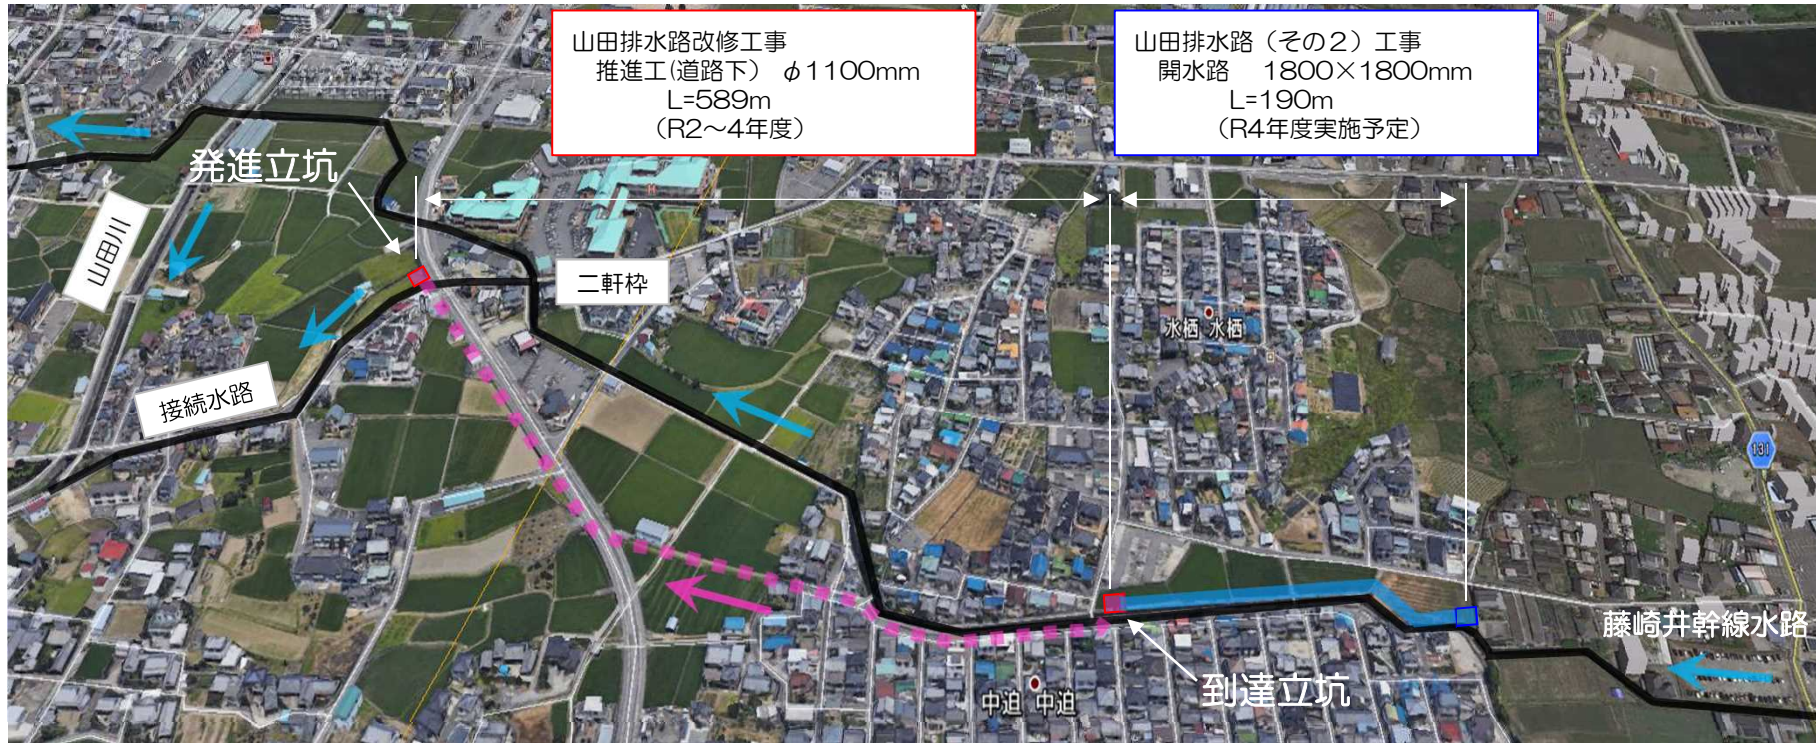 山田排水路改修工事
推進工(道路下) φ1100mm
L=589m
(R2～4年度)
山田排水路(その２)工事
開水路 1800×1800mm
L=190m
(R4年度実施予定)
発進立坑
山田川
二軒枠
水栖 水栖
接続水路
131
藤崎井幹線水路
中迫 中迫
到達立坑